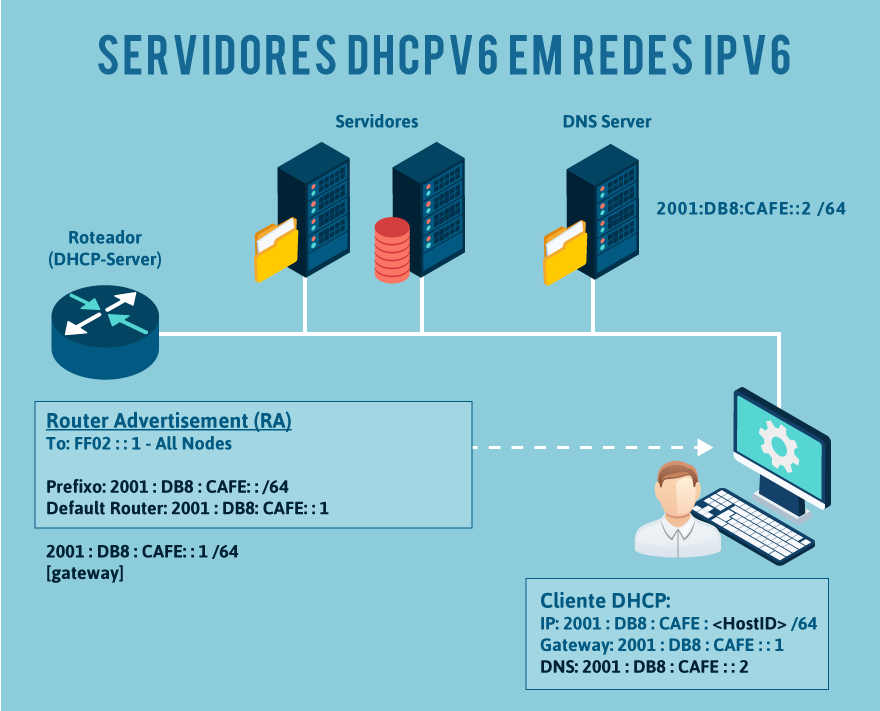 SERVIDORES DHCPV6 EM REDES IPV6
Servidores
DNS Server
2001:DB8:CAFE::2 /64
Roteador
(DHCP-Server)
Router Advertisement (RA)
To: FF02 : : 1 - All Nodes
Prefixo: 2001 : DB8 : CAFE: : /64
Default Router: 2001 : DB8: CAFE: : 1
2001 : DB8 : CAFE: : 1 /64
[gateway]
Cliente DHCP:
IP: 2001 : DB8 : CAFE : <HostID> /64
Gateway: 2001 : DB8 : CAFE : : 1
DNS: 2001 : DB8 : CAFE : : 2